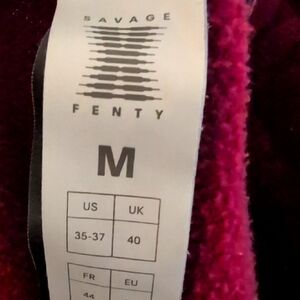 SAVAGE
FENTY
M
US UK
35-37 40
FR EU
44